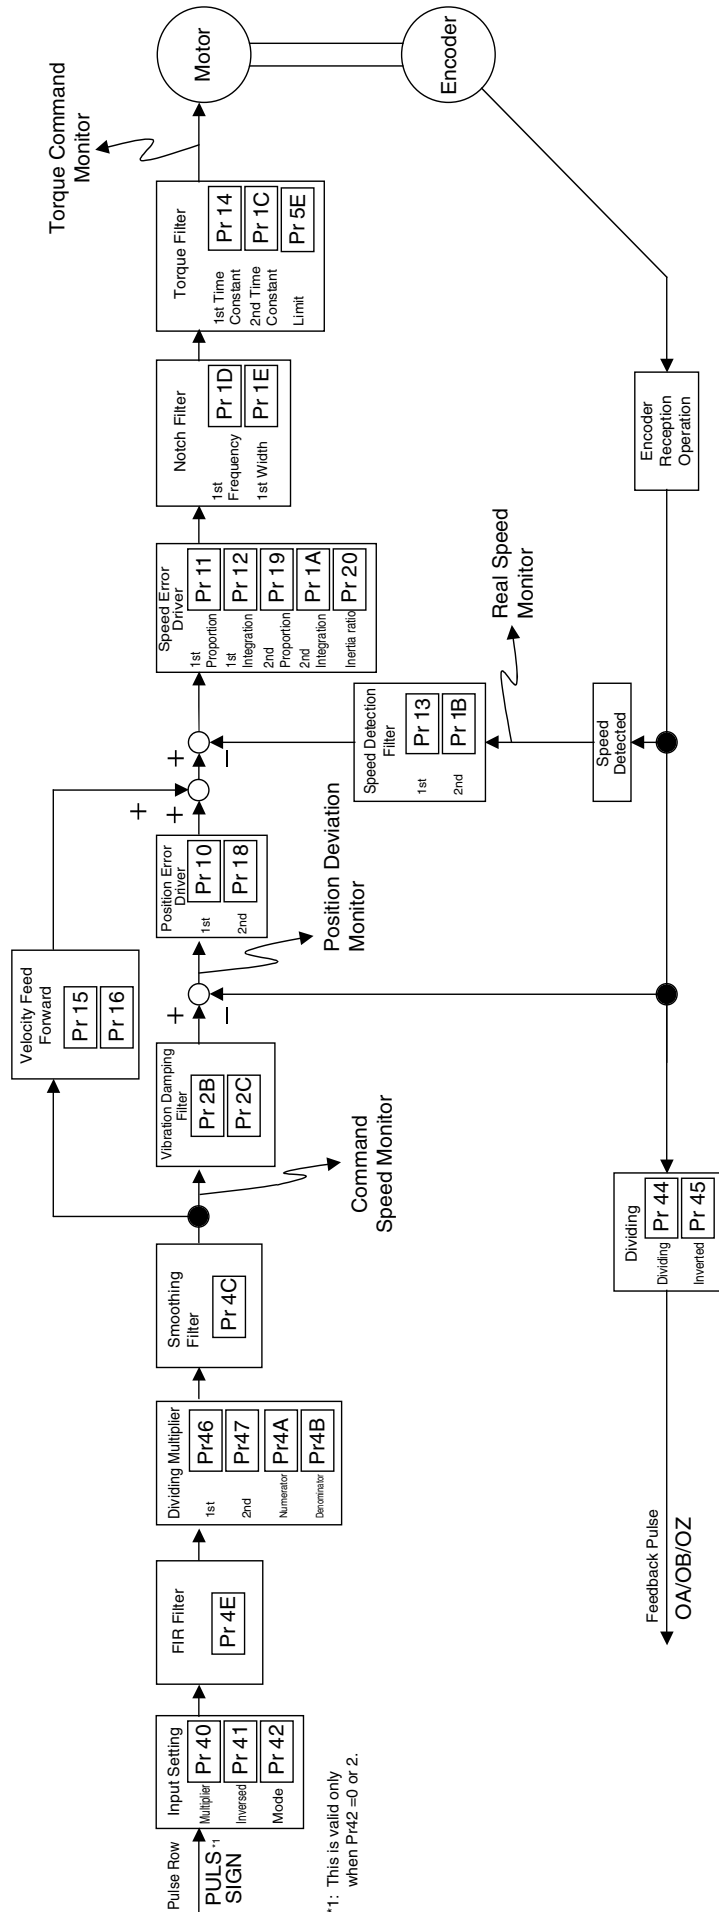 Pulse Row
PULS *1
SIGN
*1: This is valid only
when Pr42 =0 or 2.
Input Setting
Multiplier
Pr 40
Inversed
Pr 41
Mode
Pr 42
FIR Filter
Pr 4E
Dividing Multiplier
1st
Pr46
2nd
Pr47
Numerator
Pr4A
Denominator
Pr4B
Smoothing
Filter
Pr 4C
Command
Speed Monitor
Velocity Feed
Forward
Pr 15
Pr 16
Vibration Damping
Filter
Pr 2B
Pr 2C
+
−
Position Deviation
Monitor
Position Error
Driver
1st
Pr 10
2nd
Pr 18
+
+
+
−
Speed Error
Driver
1st
Proportion
Pr 11
1st
Integration
Pr 12
2nd
Proportion
Pr 19
2nd
Integration
Pr 1A
Inertia ratio
Pr 20
Speed Detection
Filter
1st
Pr 13
2nd
Pr 1B
Real Speed
Monitor
Speed
Detected
Notch Filter
1st
Frequency
Pr 1D
1st Width
Pr 1E
Torque Filter
1st Time
Constant
Pr 14
2nd Time
Constant
Pr 1C
Limit
Pr 5E
Torque Command
Monitor
Motor
Encoder
Encoder
Reception
Operation
Dividing
Dividing
Pr 44
Inverted
Pr 45
Feedback Pulse
OA/OB/OZ